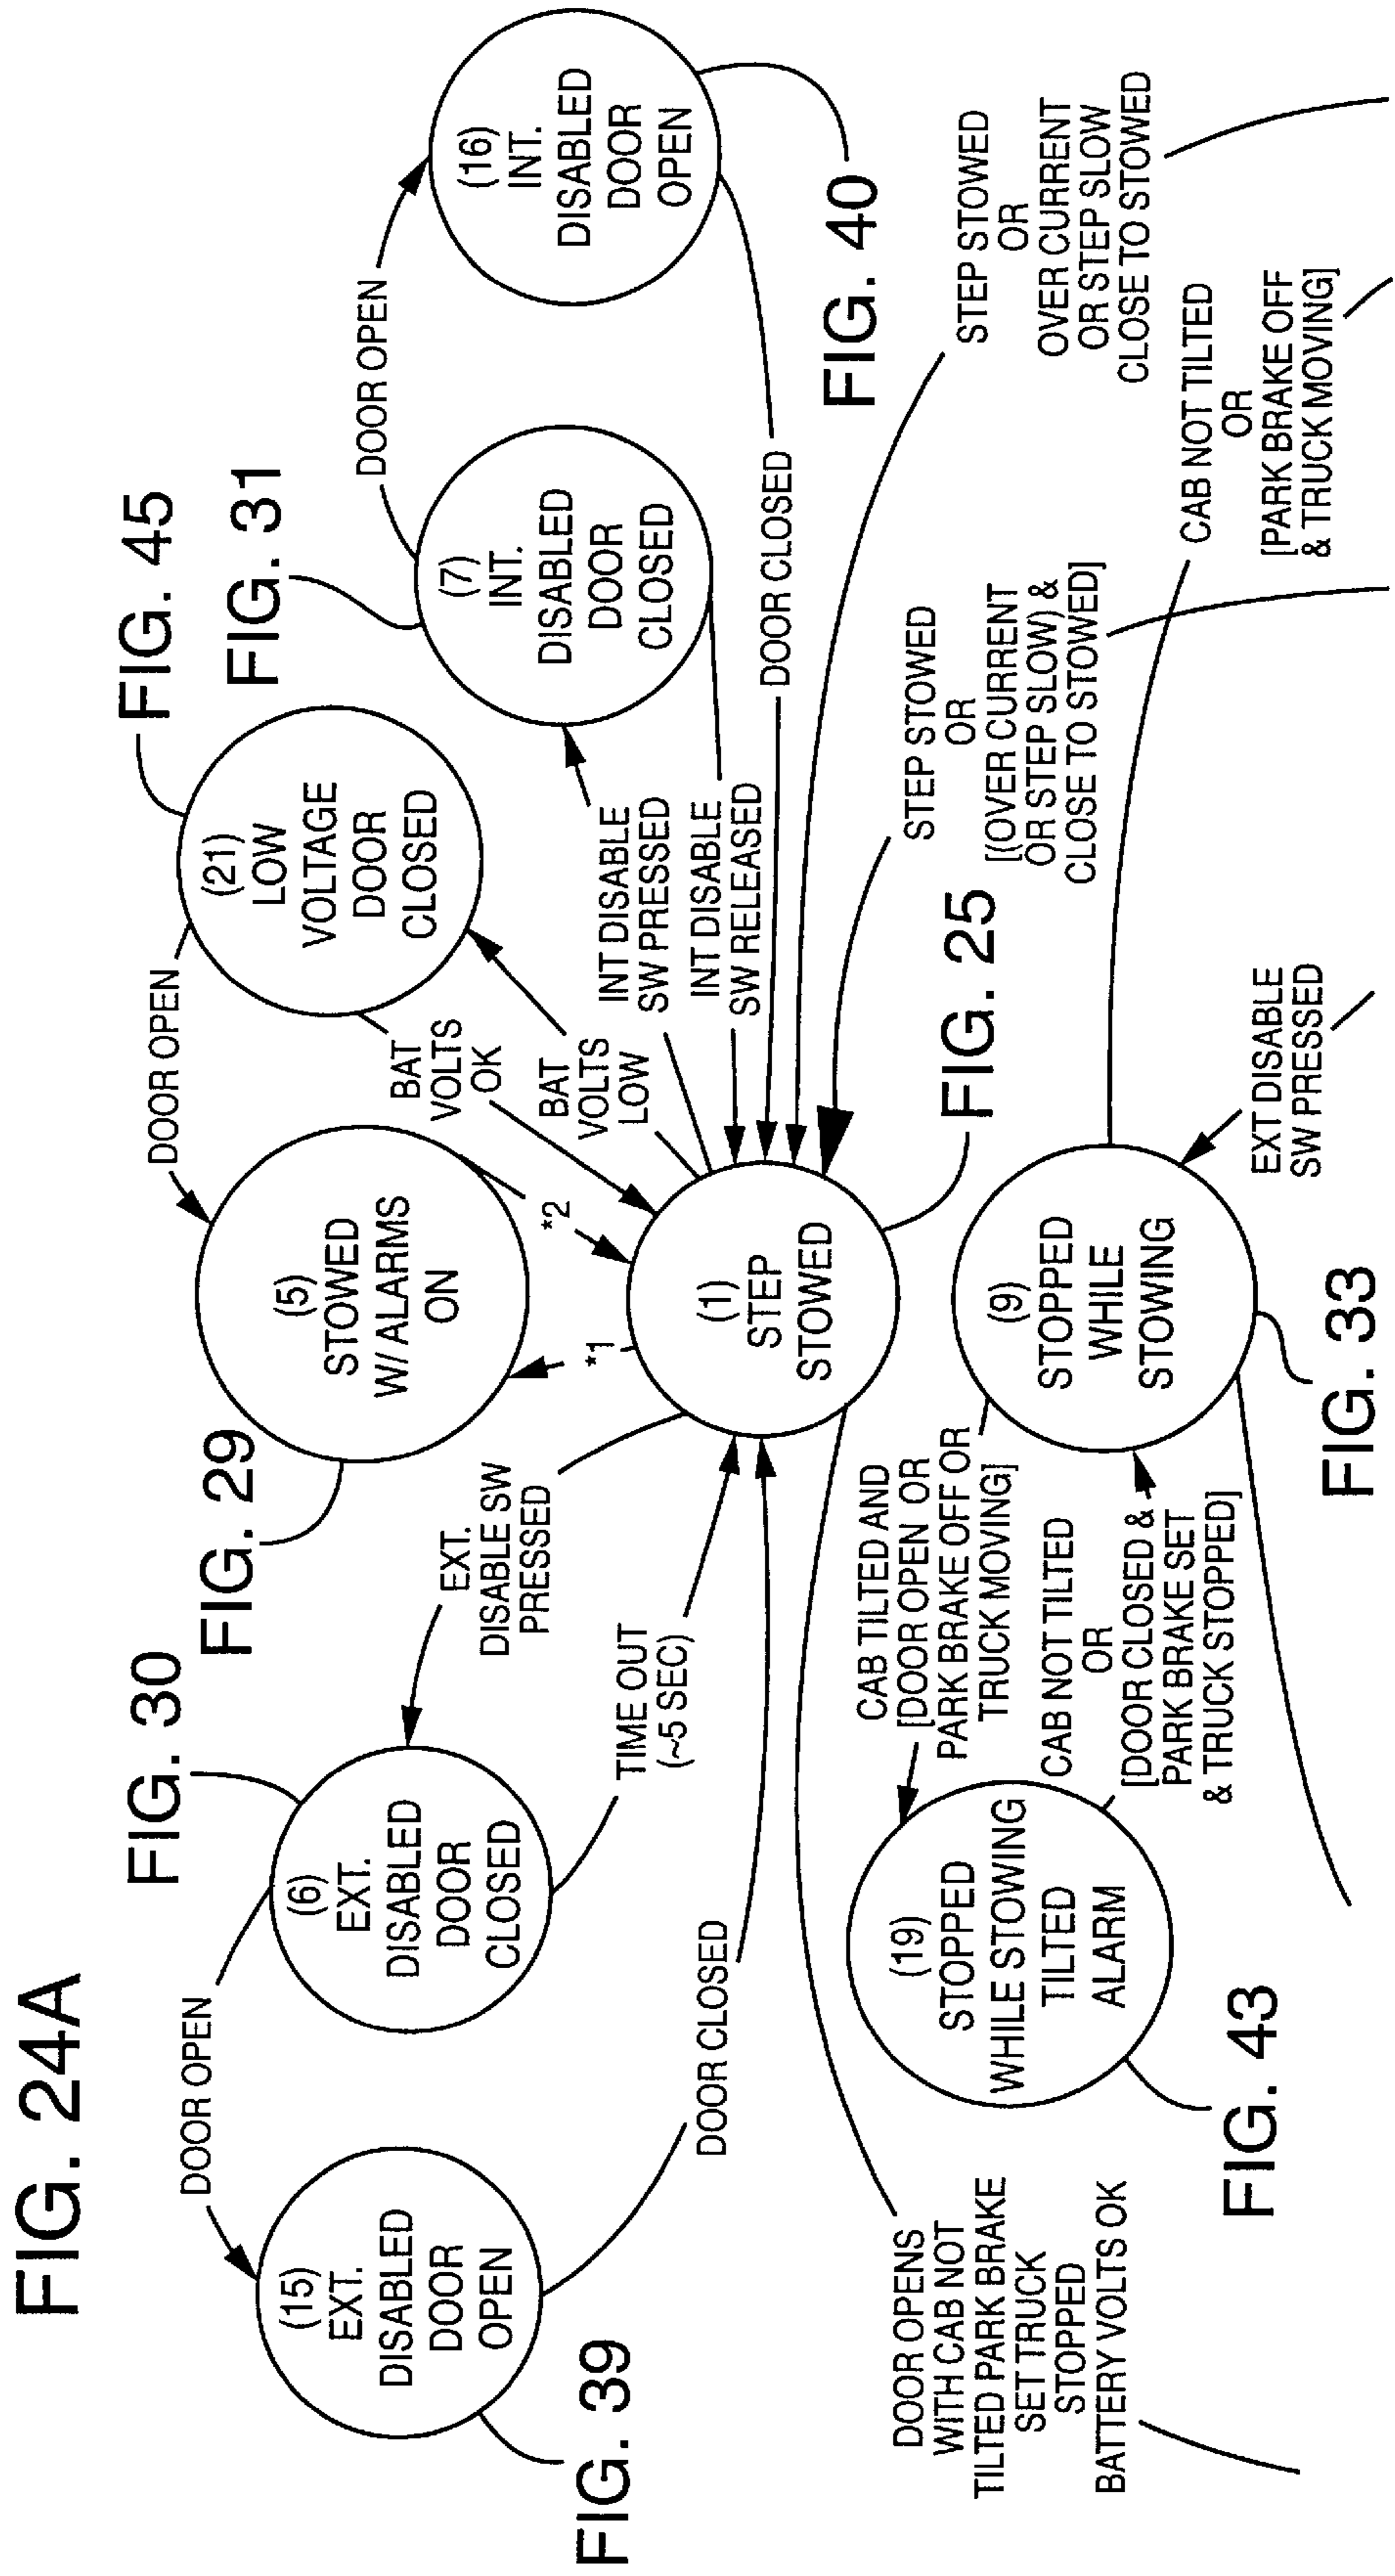 FIG. 24A
DOOR OPEN
(15)
EXT.
DISABLED
DOOR
OPEN
FIG. 39
DOOR CLOSED
FIG. 30
(6)
EXT.
DISABLED
DOOR
CLOSED
EXT.
DISABLE SW
PRESSED
TIME OUT
(~5 SEC)
FIG. 29
(5)
STOWED
W/ ALARMS
ON
*1
*2
DOOR OPEN
FIG. 45
(21)
LOW
VOLTAGE
DOOR
CLOSED
BAT
VOLTS
OK
BAT
VOLTS
LOW
FIG. 31
(7)
INT.
DISABLED
DOOR
CLOSED
INT DISABLE
SW PRESSED
INT DISABLE
SW RELEASED
DOOR OPEN
(16)
INT.
DISABLED
DOOR
OPEN
FIG. 40
DOOR CLOSED
(1)
STEP
STOWED
FIG. 25
STEP STOWED
OR
[(OVER CURRENT
OR STEP SLOW) &
CLOSE TO STOWED]
STEP STOWED
OR
OVER CURRENT
OR STEP SLOW
CLOSE TO STOWED
DOOR OPENS
WITH CAB NOT
TILTED PARK BRAKE
SET TRUCK
STOPPED
BATTERY VOLTS OK
(19)
STOPPED
WHILE STOWING
TILTED
ALARM
FIG. 43
CAB TILTED AND
[DOOR OPEN OR
PARK BRAKE OFF OR
TRUCK MOVING]
CAB NOT TILTED
OR
[DOOR CLOSED &
PARK BRAKE SET
& TRUCK STOPPED]
(9)
STOPPED
WHILE
STOWING
FIG. 33
EXT DISABLE
SW PRESSED
CAB NOT TILTED
OR
[PARK BRAKE OFF
& TRUCK MOVING]